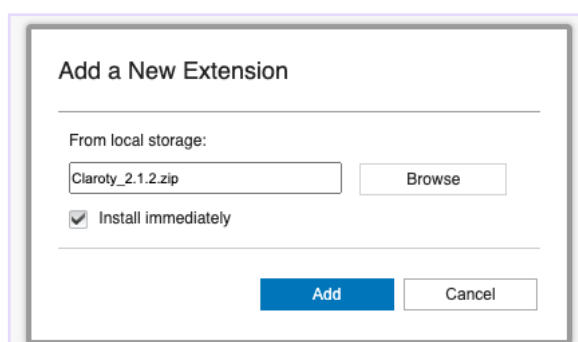 Add a New Extension
From local storage:
Claroty_2.1.2.zip Browse
Install immediately
Add Cancel